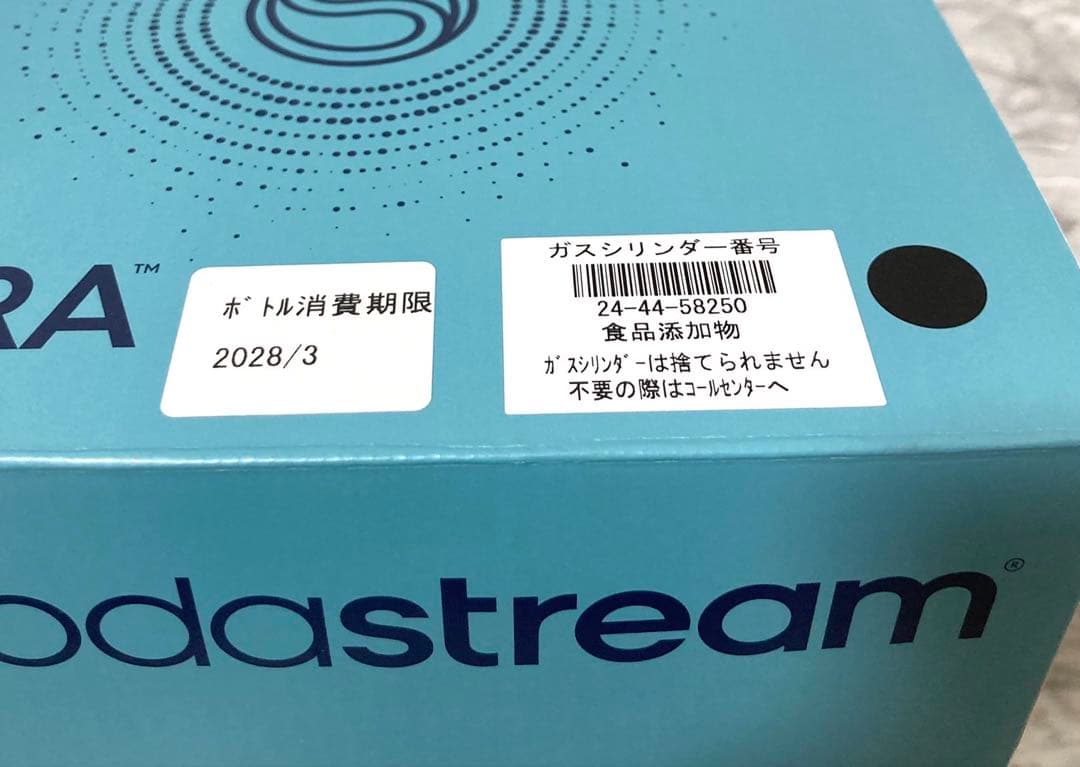 RA™
ﾎﾞﾄﾙ消費期限
2028/3
ガスシリンダー番号
24-44-58250
食品添加物
ｶﾞｽｼﾘﾝﾀﾞｰは捨てられません
不要の際はｺｰﾙｾﾝﾀｰへ
odastream®